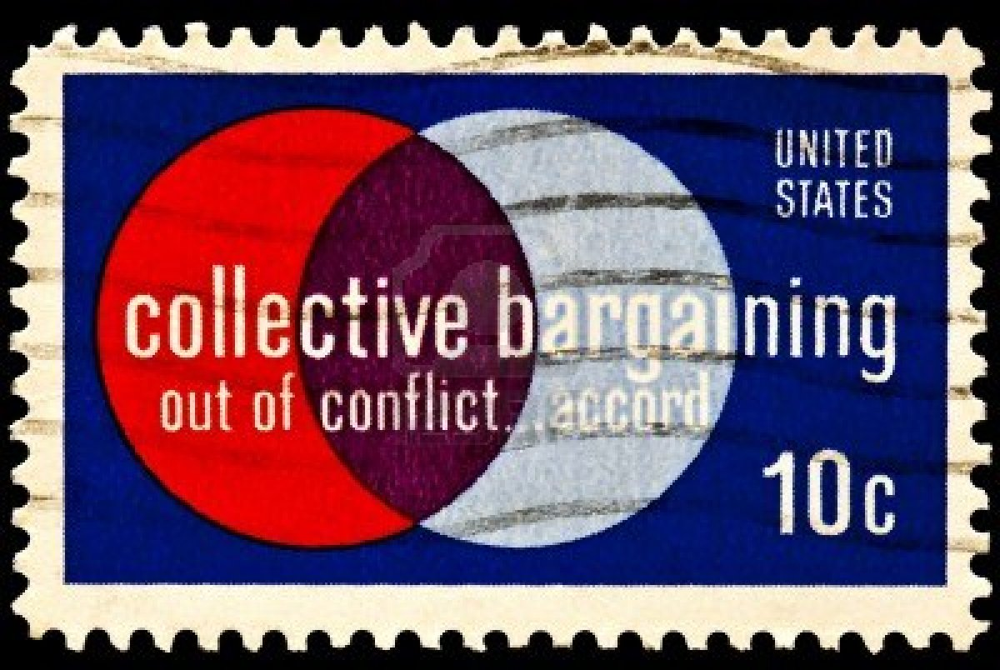 UNITED
STATES
collective bargaining
out of conflict...accord
10c